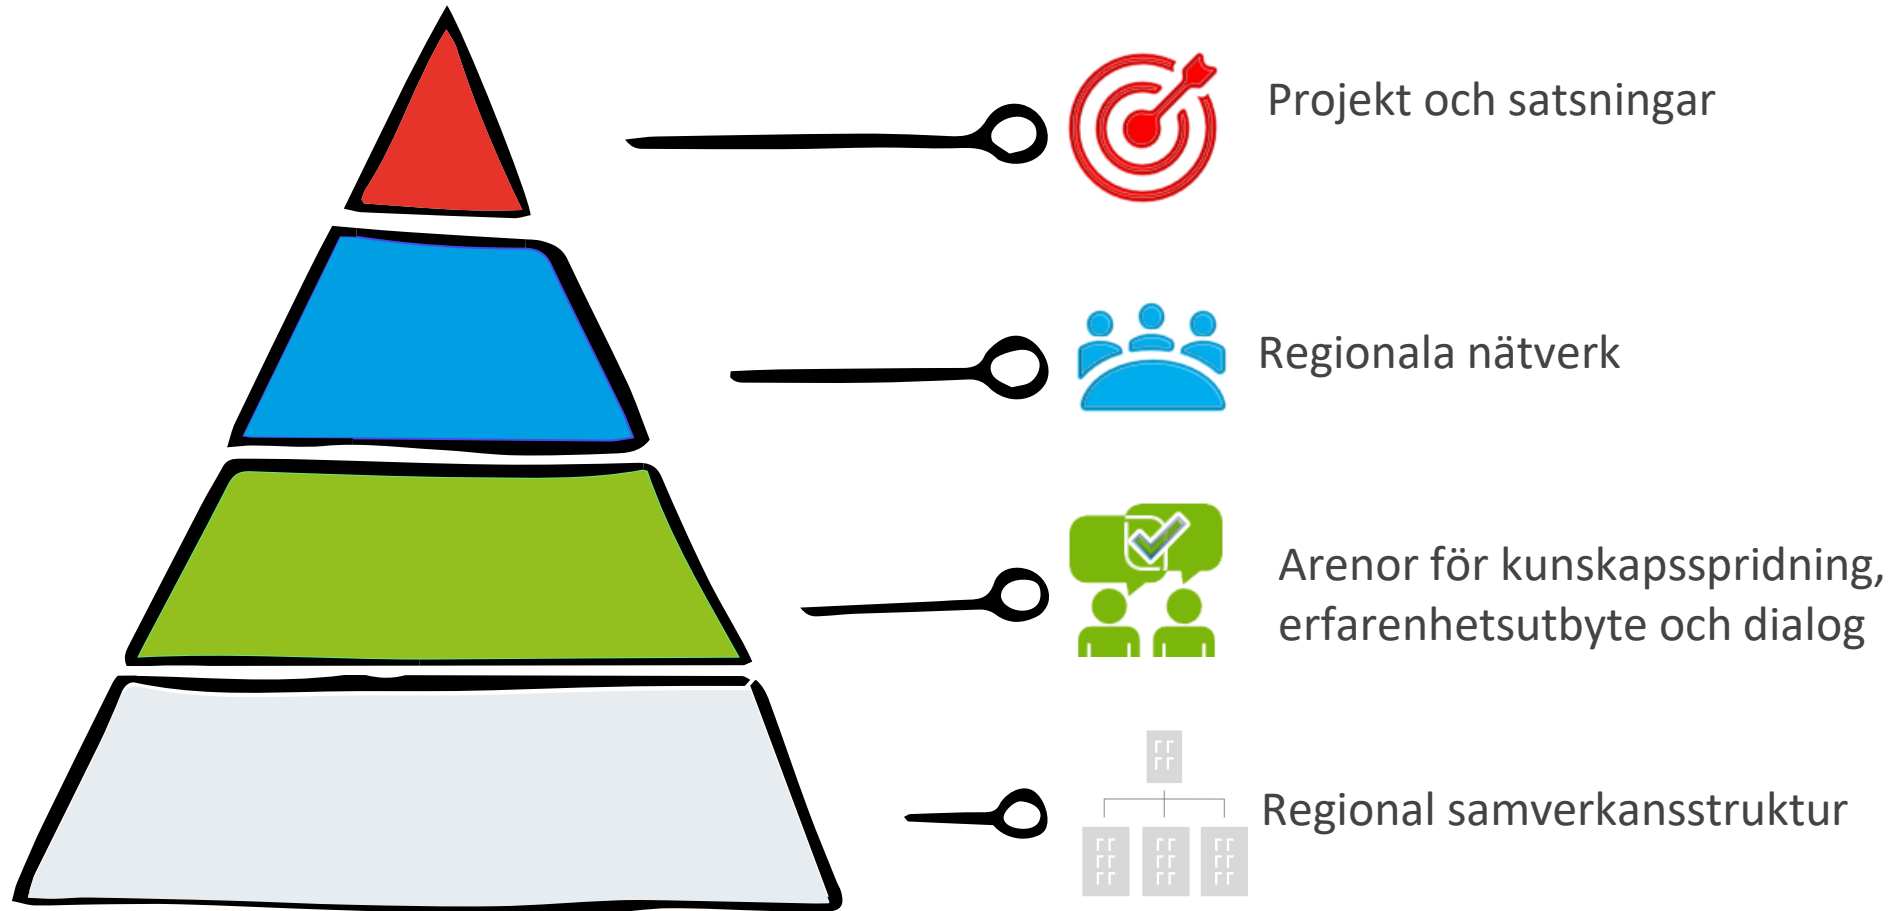 Projekt och satsningar
Regionala nätverk
Arenor för kunskapsspridning,
erfarenhetsutbyte och dialog
Regional samverkansstruktur